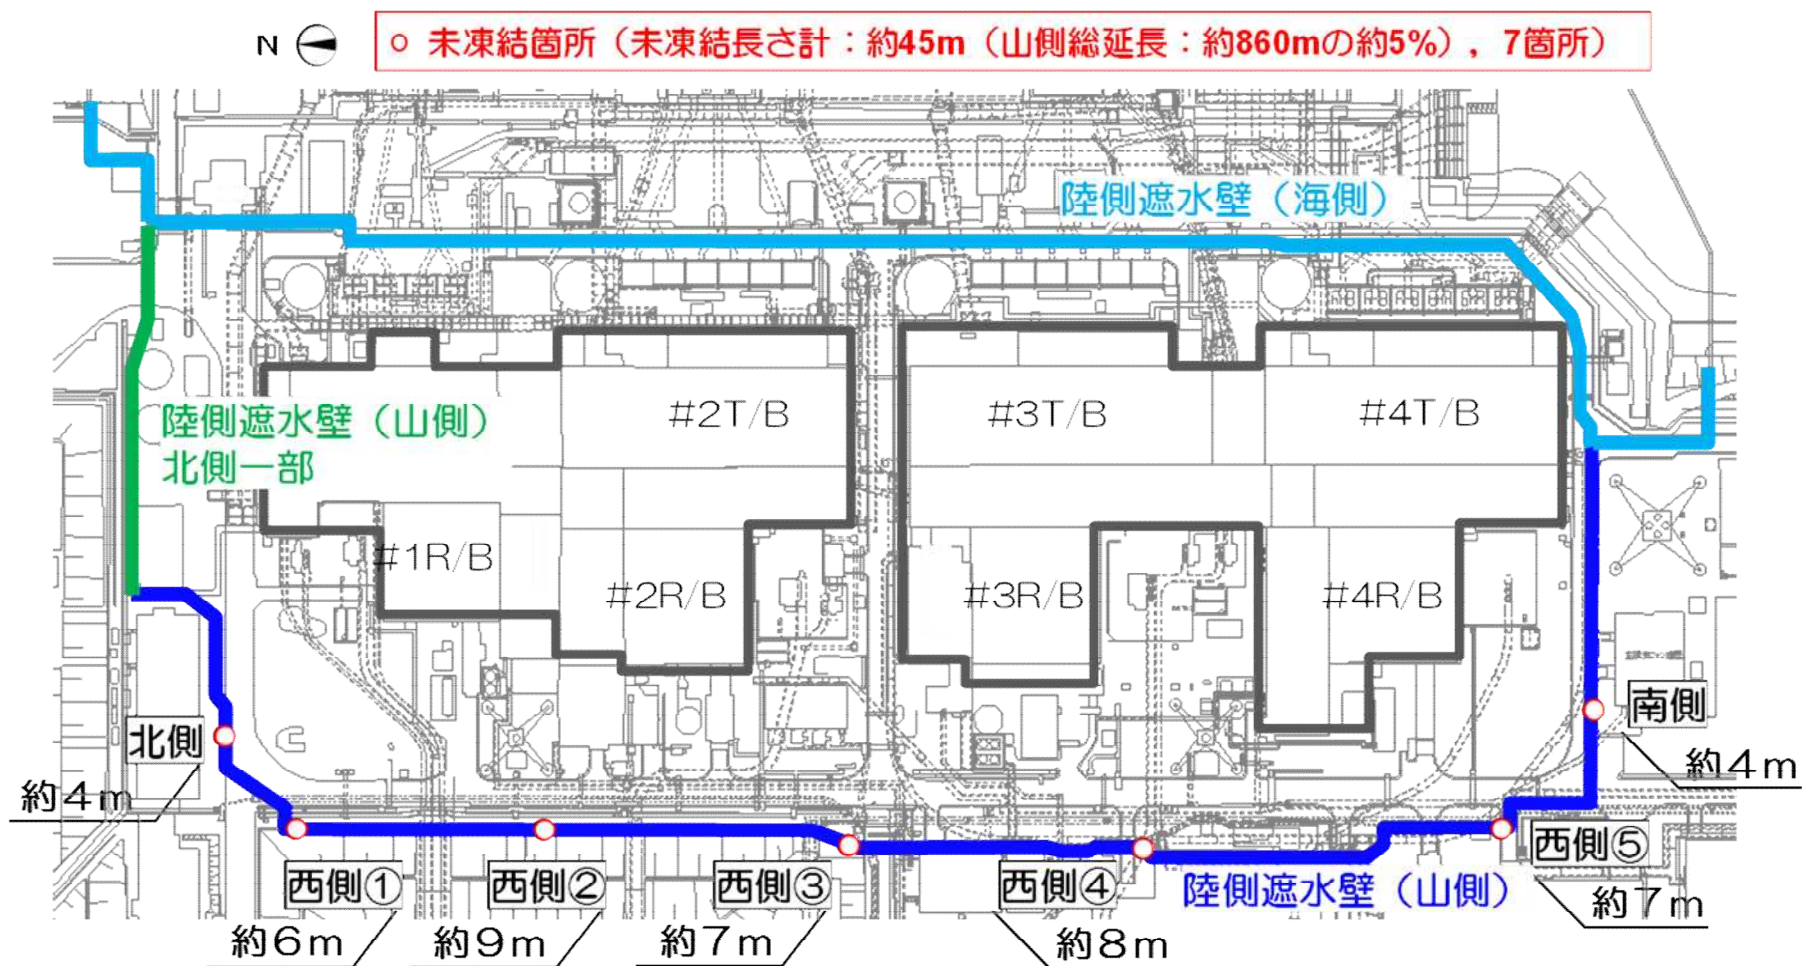 N
○ 未凍結箇所（未凍結長さ計：約45m（山側総延長：約860mの約5%），7箇所）
陸側遮水壁（海側）
陸側遮水壁（山側）
北側一部
#2T/B
#3T/B
#4T/B
#1R/B
#2R/B
#3R/B
#4R/B
北側
約4m
南側
約4m
西側①
約6m
西側②
約9m
西側③
約7m
西側④
約8m
西側⑤
約7m
陸側遮水壁（山側）